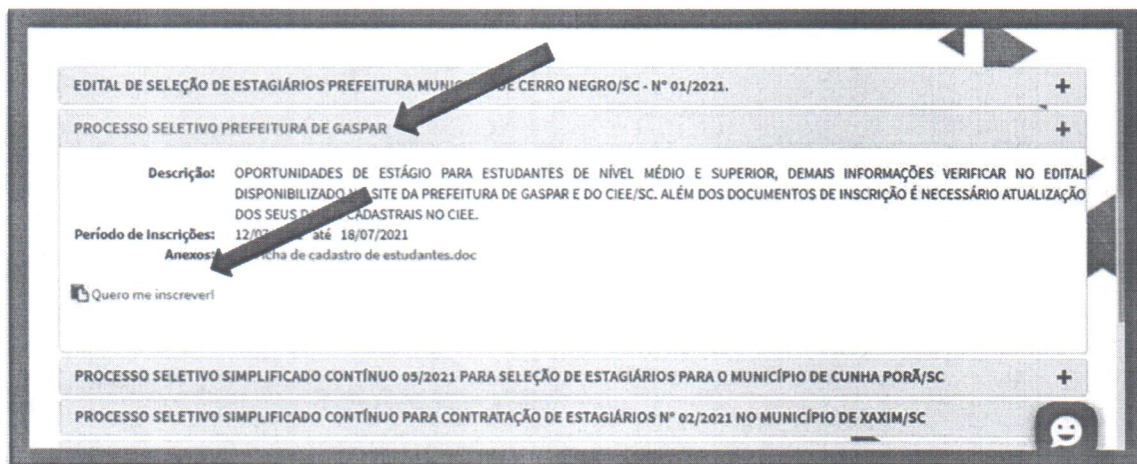 EDITAL DE SELEÇÃO DE ESTAGIÁRIOS PREFEITURA DE CERRO NEGRO/SC - Nº 01/2021.
PROCESSO SELETIVO PREFEITURA DE GASPAR
Descrição: OPORTUNIDADES DE ESTÁGIO PARA ESTUDANTES DE NÍVEL MÉDIO E SUPERIOR, DEMAIS INFORMAÇÕES VERIFICAR NO EDITAL
DISPONIBILIZADO SITE DA PREFEITURA DE GASPAR E DO CIEE/SC. ALÉM DOS DOCUMENTOS DE INSCRIÇÃO É NECESSÁRIO ATUALIZAÇÃO
DOS SEUS CADASTRAIS NO CIEE.
Período de Inscrições: até 18/07/2021
Anexos: de cadastro de estudantes.doc
Quero me inscrever!
PROCESSO SELETIVO SIMPLIFICADO CONTÍNUO 05/2021 PARA SELEÇÃO DE ESTAGIÁRIOS PARA O MUNICÍPIO DE CUNHA PORÃ/SC
PROCESSO SELETIVO SIMPLIFICADO CONTÍNUO PARA CONTRATAÇÃO DE ESTAGIÁRIOS Nº 02/2021 NO MUNICÍPIO DE XAXIM/SC